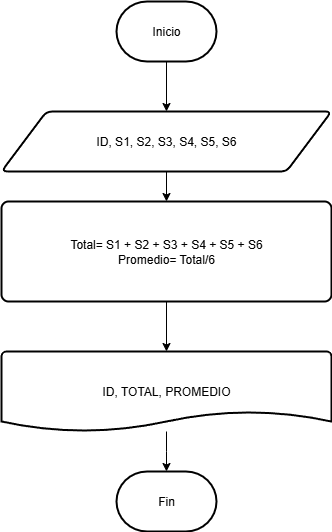 Inicio
ID, S1, S2, S3, S4, S5, S6
Total= S1 + S2 + S3 + S4 + S5 + S6
Promedio= Total/6
ID, TOTAL, PROMEDIO
Fin